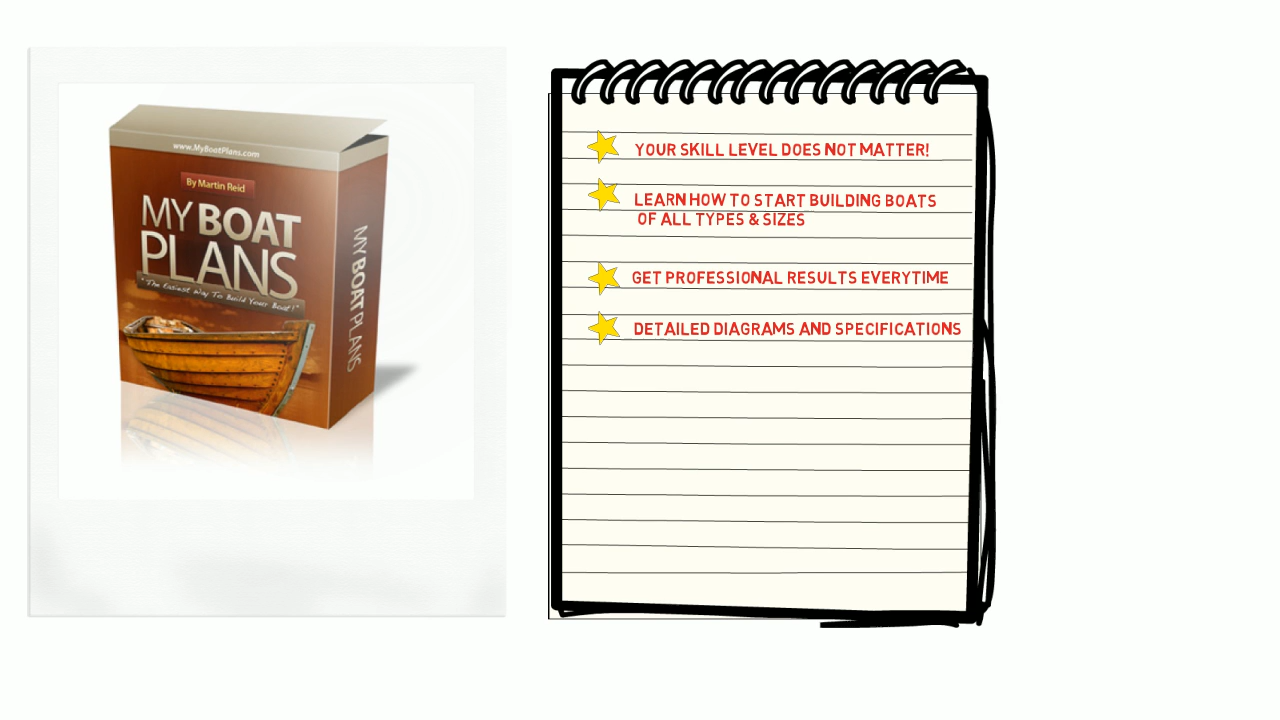 www.MyBoatPlans.com
By Martin Reid
MY BOAT
PLANS
"The Easiest Way To Build Your Boat!"
MY BOAT PLANS
YOUR SKILL LEVEL DOES NOT MATTER!
LEARN HOW TO START BUILDING BOATS
OF ALL TYPES & SIZES
GET PROFESSIONAL RESULTS EVERYTIME
DETAILED DIAGRAMS AND SPECIFICATIONS